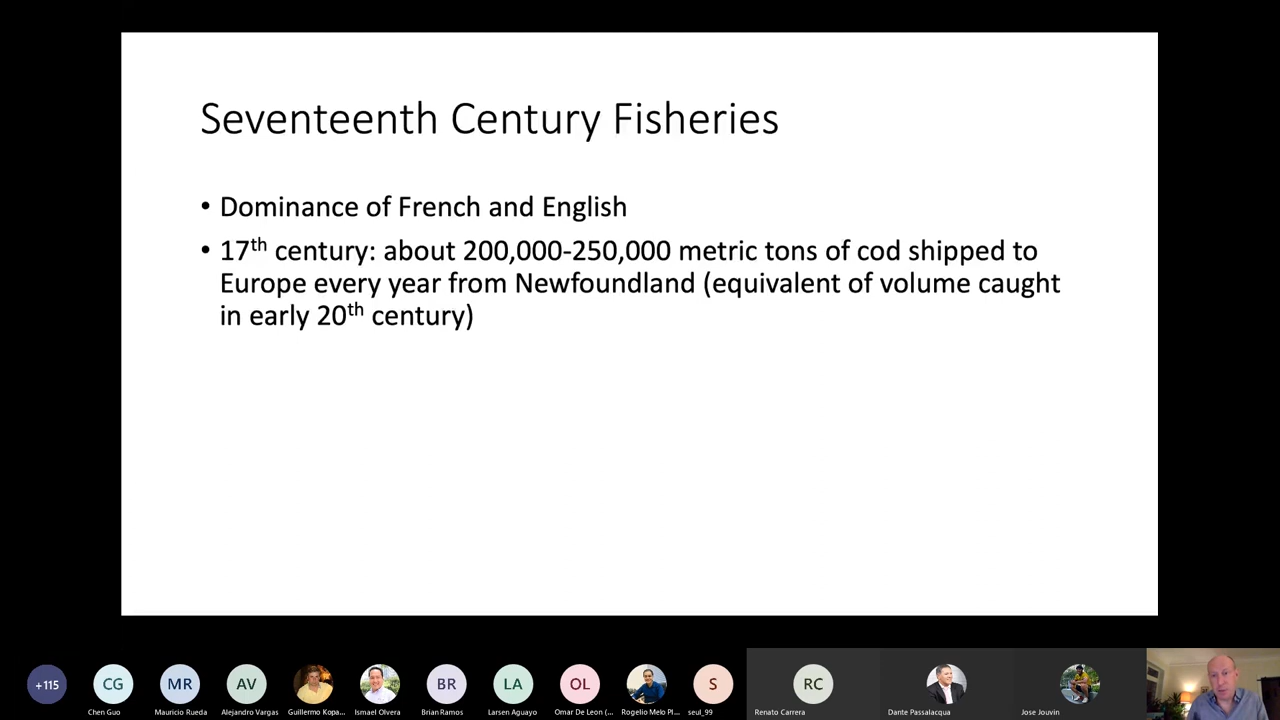 Seventeenth Century Fisheries
• Dominance of French and English
• 17th century: about 200,000-250,000 metric tons of cod shipped to
Europe every year from Newfoundland (equivalent of volume caught
in early 20th century)
+115 CG MR AV BR LA OL S RC
Chen Guo Mauricio Rueda Alejandro Vargas Guillermo Kopa... Ismael Olvera Brian Ramos Larsen Aguayo Omar De Leon (... Rogelio Melo Pl... seul_99 Renato Carrera Dante Passalacqua Jose Jouvin